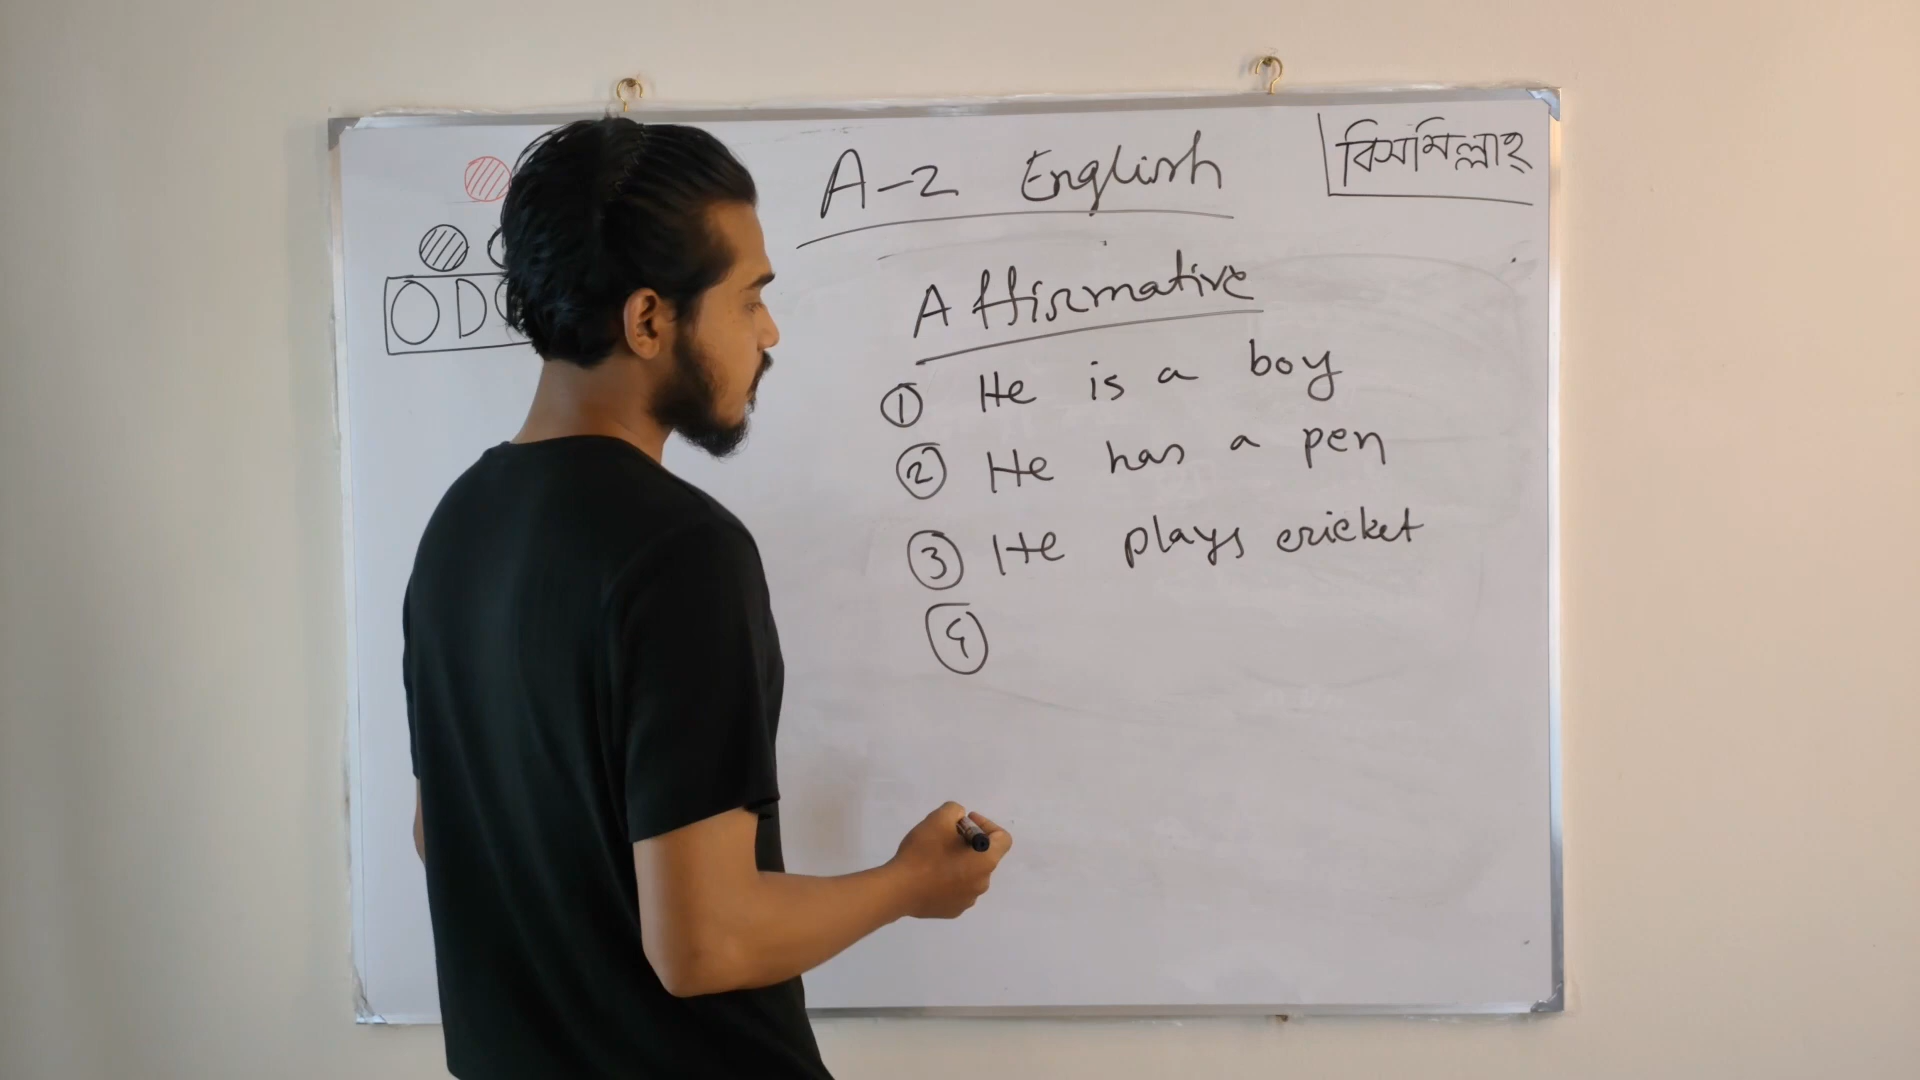 A-Z English
বিসমিল্লাহ
Affirmative
① He is a boy
② He has a pen
③ He plays cricket
④